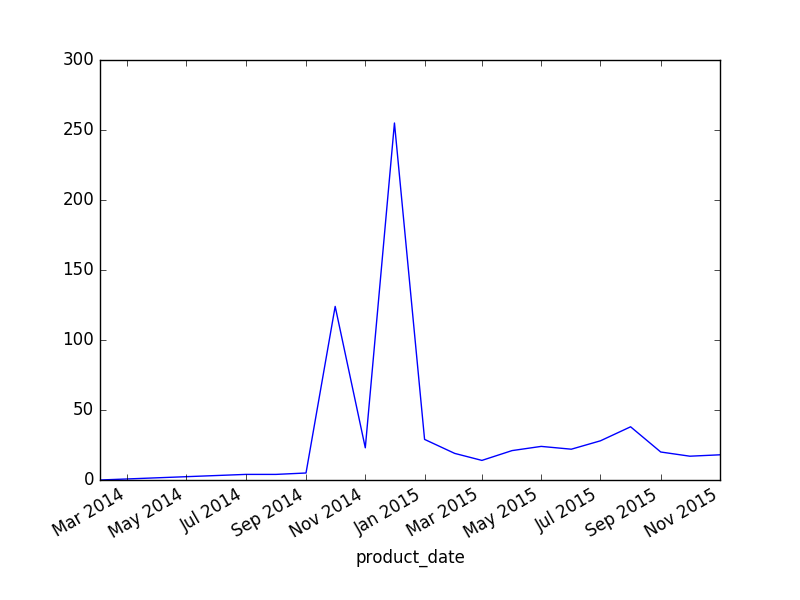 300
250
200
150
100
50
0
Mar 2014
May 2014
Jul 2014
Sep 2014
Nov 2014
Jan 2015
Mar 2015
May 2015
Jul 2015
Sep 2015
Nov 2015
product_date